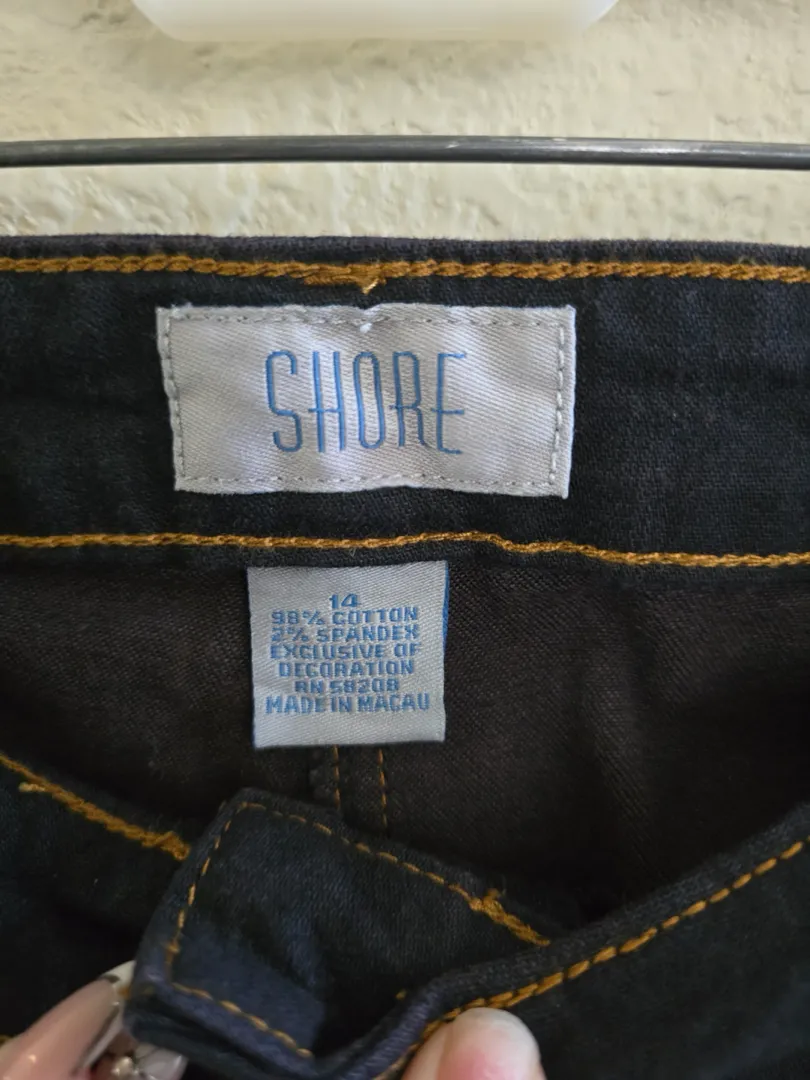 SHORE
14
98% COTTON
2% SPANDEX
EXCLUSIVE OF
DECORATION
RN 58208
MADE IN MACAU